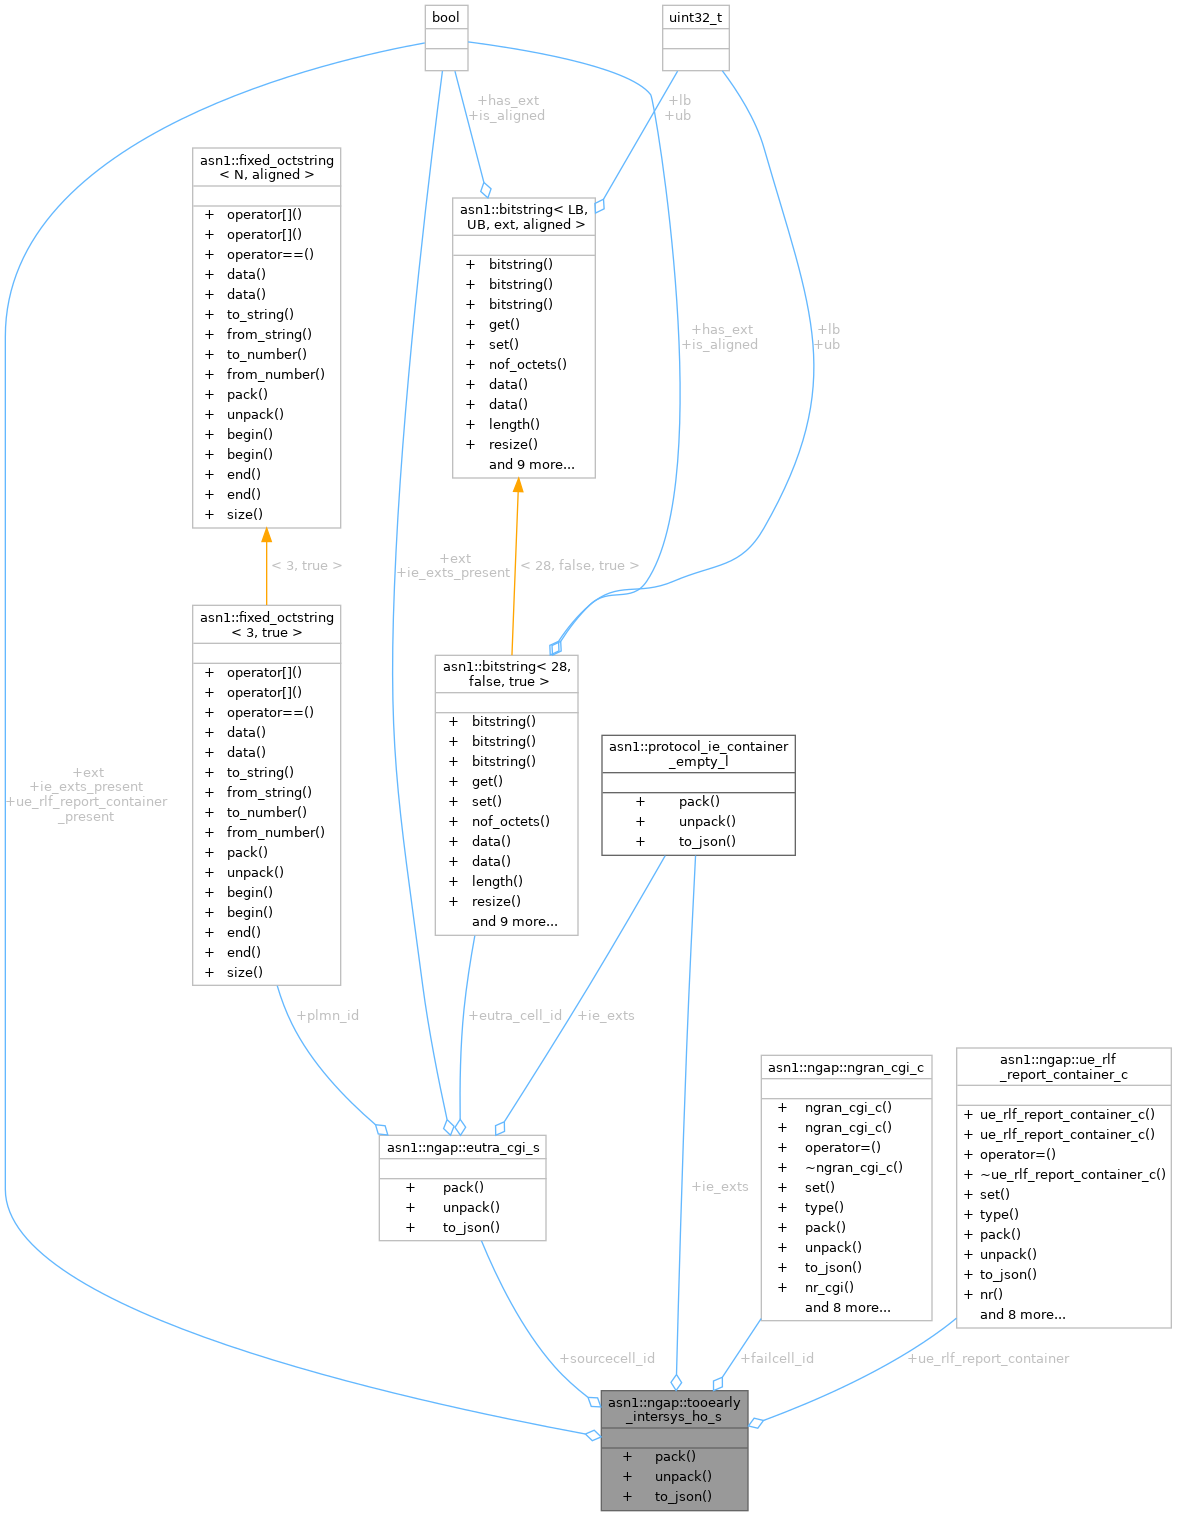 bool
uint32_t
+has_ext
+is_aligned
+lb
+ub
asn1::fixed_octstring
< N, aligned >
+ operator[]()
+ operator[]()
+ operator==()
+ data()
+ data()
+ to_string()
+ from_string()
+ to_number()
+ from_number()
+ pack()
+ unpack()
+ begin()
+ begin()
+ end()
+ end()
+ size()
asn1::bitstring< LB,
UB, ext, aligned >
+ bitstring()
+ bitstring()
+ bitstring()
+ get()
+ set()
+ nof_octets()
+ data()
+ data()
+ length()
+ resize()
and 9 more...
+has_ext
+is_aligned
+lb
+ub
< 3, true >
+ext
+ie_exts_present
< 28, false, true >
asn1::fixed_octstring
< 3, true >
+ operator[]()
+ operator[]()
+ operator==()
+ data()
+ data()
+ to_string()
+ from_string()
+ to_number()
+ from_number()
+ pack()
+ unpack()
+ begin()
+ begin()
+ end()
+ end()
+ size()
asn1::bitstring< 28,
false, true >
+ bitstring()
+ bitstring()
+ bitstring()
+ get()
+ set()
+ nof_octets()
+ data()
+ data()
+ length()
+ resize()
and 9 more...
asn1::protocol_ie_container
_empty_l
+ pack()
+ unpack()
+ to_json()
+ext
+ie_exts_present
+ue_rlf_report_container
_present
+plmn_id
+eutra_cell_id
+ie_exts
asn1::ngap::eutra_cgi_s
+ pack()
+ unpack()
+ to_json()
+ie_exts
asn1::ngap::ngran_cgi_c
+ ngran_cgi_c()
+ ngran_cgi_c()
+ operator=()
+ ~ngran_cgi_c()
+ set()
+ type()
+ pack()
+ unpack()
+ to_json()
+ nr_cgi()
and 8 more...
asn1::ngap::ue_rlf
_report_container_c
+ ue_rlf_report_container_c()
+ ue_rlf_report_container_c()
+ operator=()
+ ~ue_rlf_report_container_c()
+ set()
+ type()
+ pack()
+ unpack()
+ to_json()
+ nr()
and 8 more...
+sourcecell_id
+failcell_id
+ue_rlf_report_container
asn1::ngap::tooearly
_intersys_ho_s
+ pack()
+ unpack()
+ to_json()